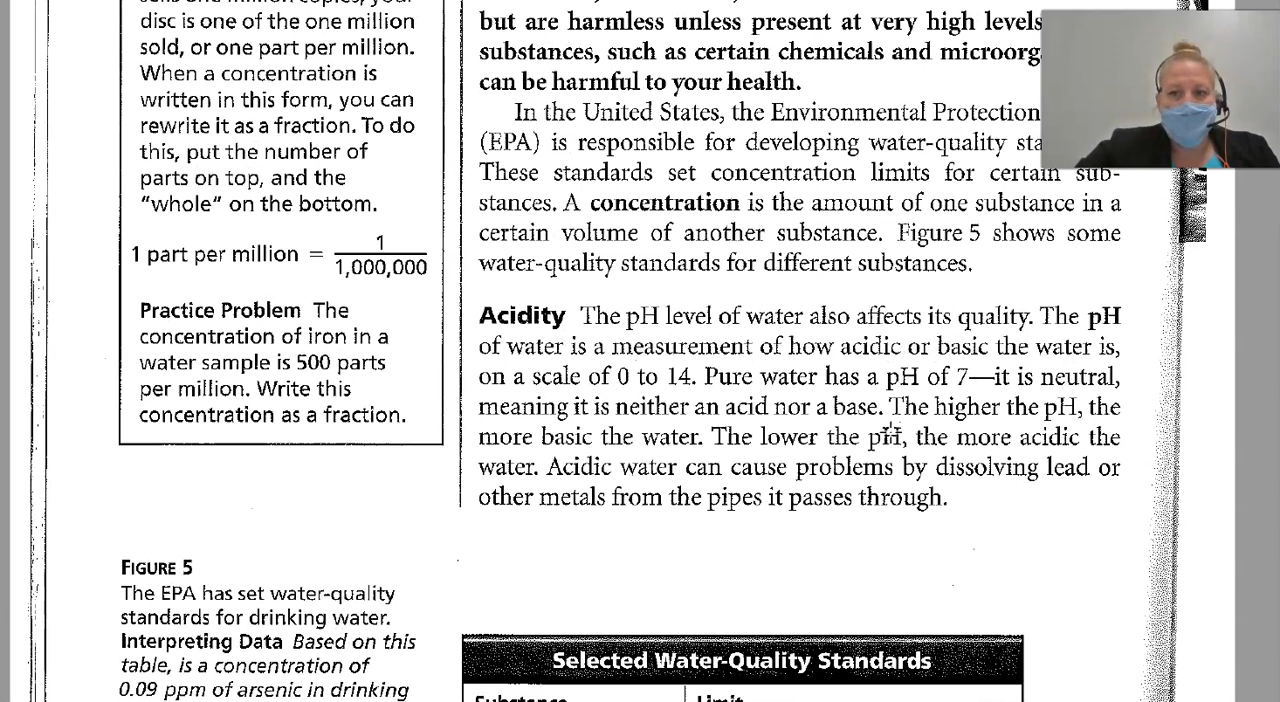 disc is one of the one million
sold, or one part per million.
When a concentration is
written in this form, you can
rewrite it as a fraction. To do
this, put the number of
parts on top, and the
"whole" on the bottom.
1 part per million = 1
1,000,000
Practice Problem The
concentration of iron in a
water sample is 500 parts
per million. Write this
concentration as a fraction.
but are harmless unless present at very high levels
substances, such as certain chemicals and
can be harmful to your health.
In the United States, the Environmental Protection
(EPA) is responsible for developing water-quality
These standards set concentration limits for certain sub-
stances. A concentration is the amount of one substance in a
certain volume of another substance. Figure 5 shows some
water-quality standards for different substances.
Acidity The pH level of water also affects its quality. The pH
of water is a measurement of how acidic or basic the water is,
on a scale of 0 to 14. Pure water has a pH of 7—it is neutral,
meaning it is neither an acid nor a base. The higher the pH, the
more basic the water. The lower the pH, the more acidic the
water. Acidic water can cause problems by dissolving lead or
other metals from the pipes it passes through.
FIGURE 5
The EPA has set water-quality
standards for drinking water.
Interpreting Data Based on this
table, is a concentration of
0.09 ppm of arsenic in drinking
Selected Water-Quality Standards
Substance Limit